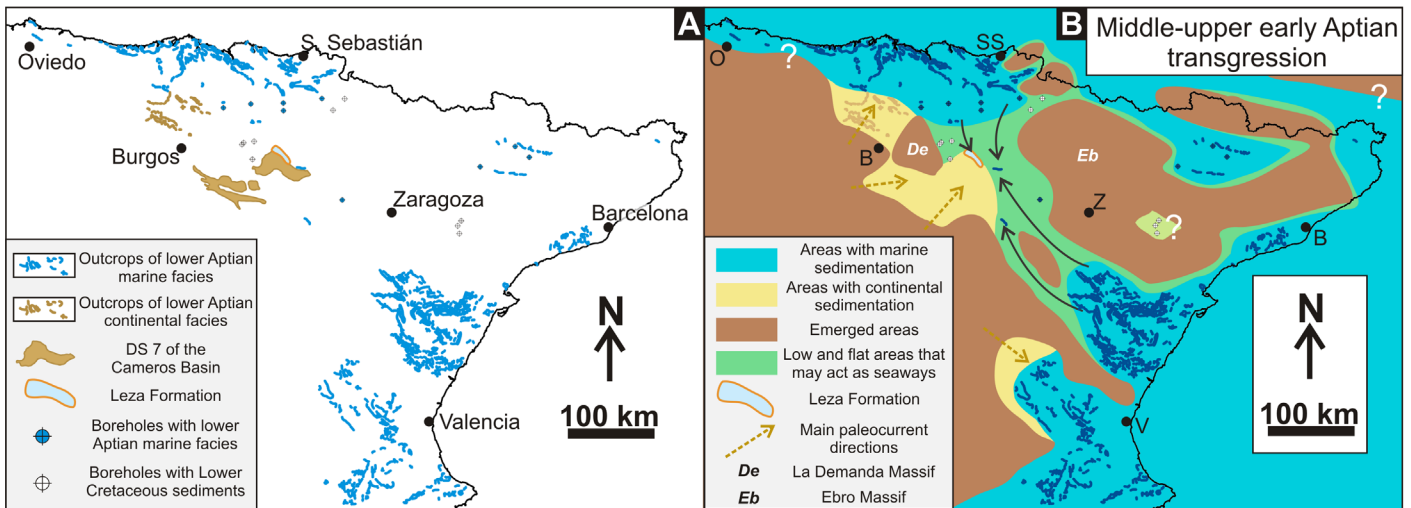 A
Oviedo
S. Sebastián
Burgos
Zaragoza
Barcelona
Valencia
N
100 km
Outcrops of lower Aptian
marine facies
Outcrops of lower Aptian
continental facies
DS 7 of the
Cameros Basin
Leza Formation
Boreholes with lower
Aptian marine facies
Boreholes with Lower
Cretaceous sediments
B
Middle-upper early Aptian
transgression
O
?
SS
?
B
De
Eb
Z
?
B
V
N
100 km
Areas with marine
sedimentation
Areas with continental
sedimentation
Emerged areas
Low and flat areas that
may act as seaways
Leza Formation
Main paleocurrent
directions
De La Demanda Massif
Eb Ebro Massif